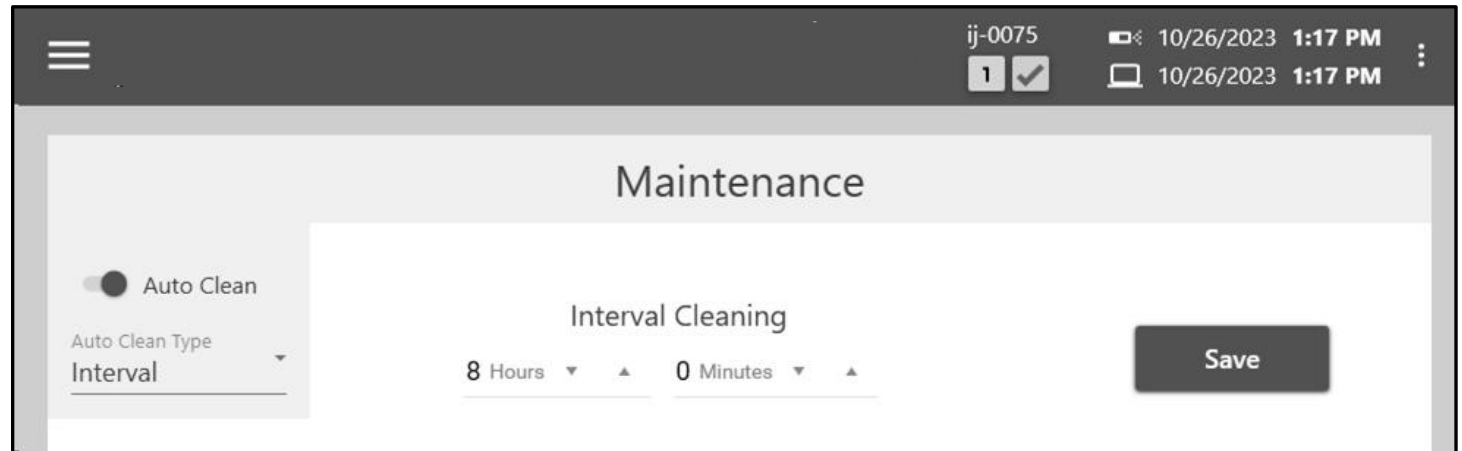 ij-0075 10/26/2023 1:17 PM
1 10/26/2023 1:17 PM
Maintenance
Auto Clean
Interval Cleaning
Auto Clean Type
Interval
8 Hours 0 Minutes
Save